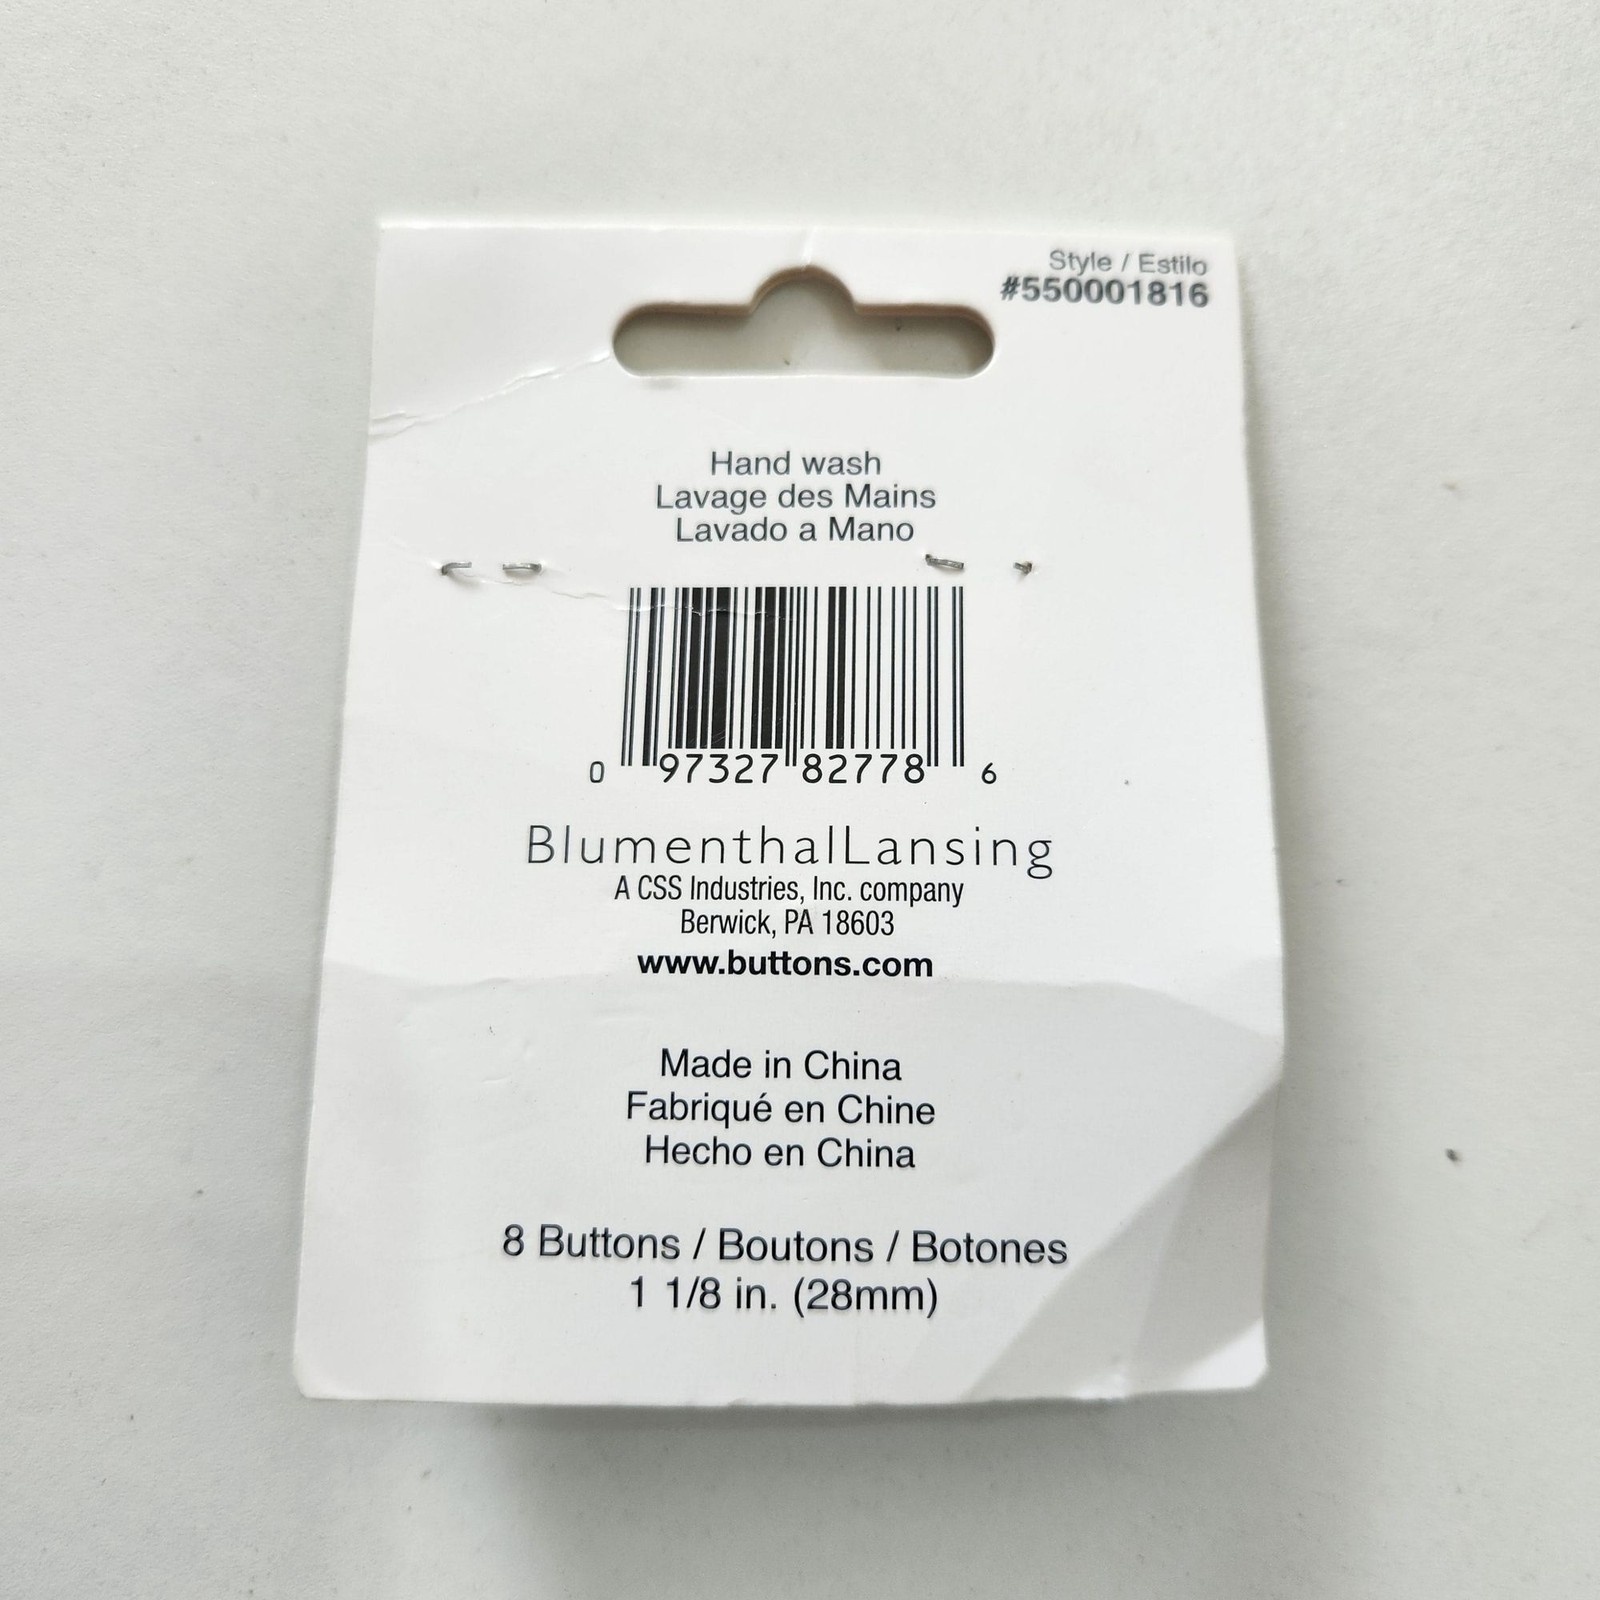 Style / Estilo
#550001816
Hand wash
Lavage des Mains
Lavado a Mano
0 97327 82778 6
BlumenthalLansing
A CSS Industries, Inc. company
Berwick, PA 18603
www.buttons.com
Made in China
Fabriqué en Chine
Hecho en China
8 Buttons / Boutons / Botones
1 1/8 in. (28mm)